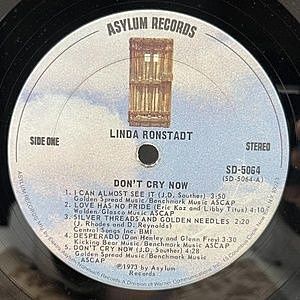 ASYLUM RECORDS
LINDA RONSTADT
SIDE ONE
STEREO
SD-5064
(SD-5064-A)
DON'T CRY NOW
1. I CAN ALMOST SEE IT (J.D. Souther) 3:50
Golden Spread Music/Benchmark Music ASCAP
2. LOVE HAS NO PRIDE (Eric Kaz and Libby Titus) 4:10
Walden/Glasco Music ASCAP
3. SILVER THREADS AND GOLDEN NEEDLES 2:20
(J. Rhodes and D. Reynolds)
Central Songs Inc. BMI
4. DESPERADO (Don Henley and Glenn Frey) 3:30
Kicking Bear Music/Benchmark Music ASCAP
5. DON'T CRY NOW (J.D. Souther) 4:20
Golden Spread Music/Benchmark Music ASCAP
℗1973 by Asylum
Records